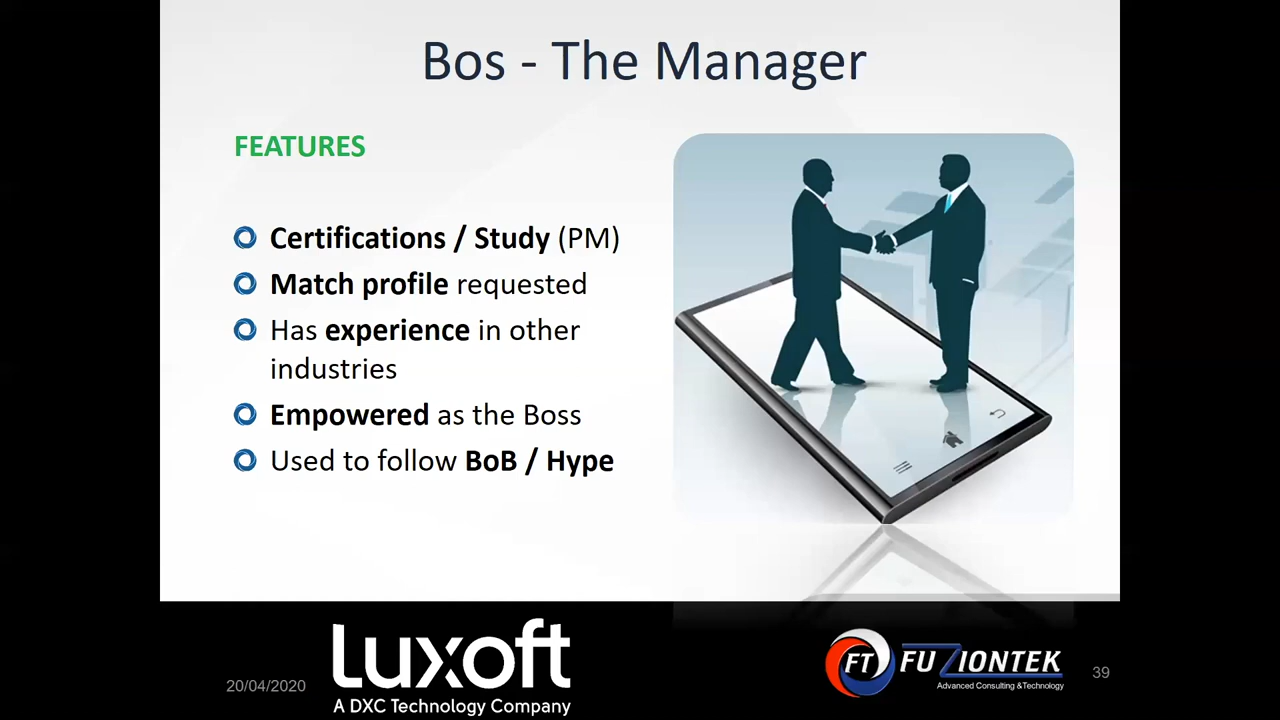 Bos - The Manager
FEATURES
Certifications / Study (PM)
Match profile requested
Has experience in other
industries
Empowered as the Boss
Used to follow BoB / Hype
20/04/2020
Luxoft
A DXC Technology Company
FT FUZIONTEK
Advanced Consulting &Technology
39